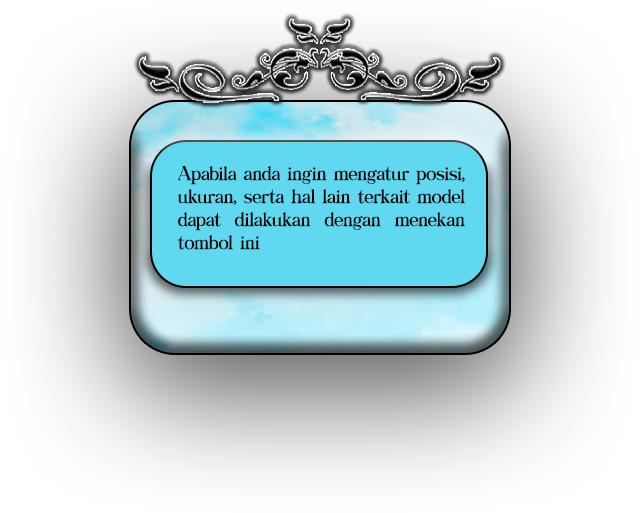 Apabila anda ingin mengatur posisi,
ukuran, serta hal lain terkait model
dapat dilakukan dengan menekan
tombol ini